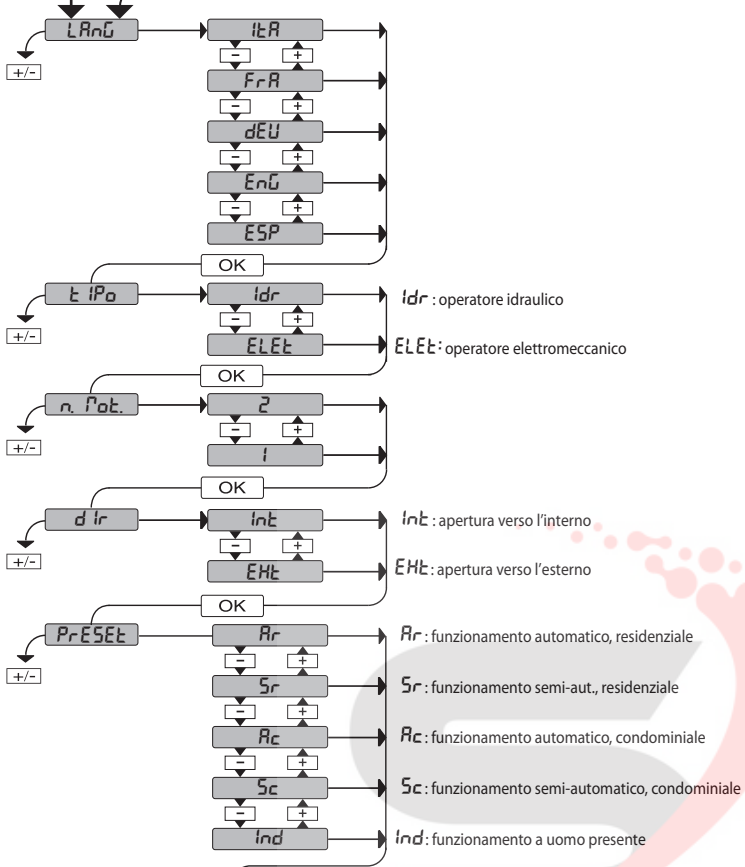 LAnG ItA
- +
+/-
FrA
- +
dEU
- +
EnG
- +
ESP
OK
tIPo Idr Idr : operatore idraulico
- +
+/-
ELEt ELEt: operatore elettromeccanico
OK
n. Mot. 2
- +
+/-
1
OK
dIr Int Int : apertura verso l'interno
- +
+/-
EHt EHt : apertura verso l'esterno
OK
PrESEt Ar Ar : funzionamento automatico, residenziale
- +
+/-
Sr Sr : funzionamento semi-aut., residenziale
- +
Ac Ac : funzionamento automatico, condominiale
- +
Sc Sc : funzionamento semi-automatico, condominiale
- +
Ind Ind : funzionamento a uomo presente